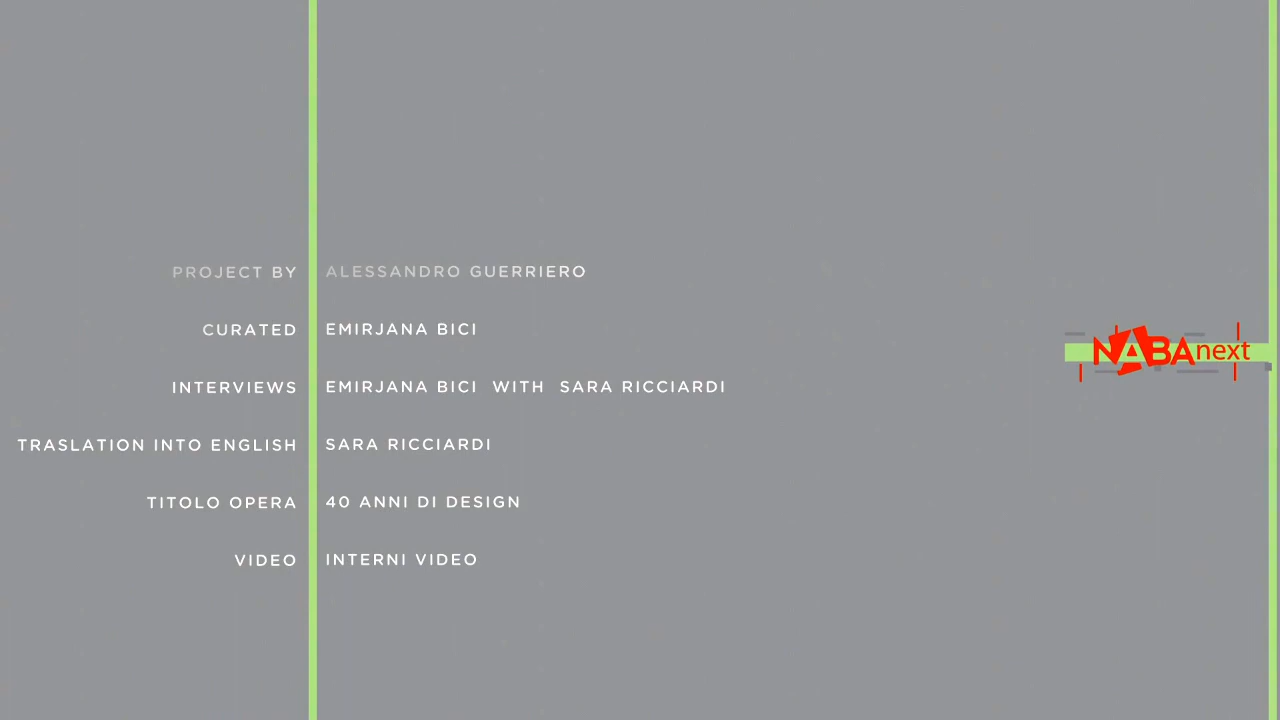 PROJECT BY ALESSANDRO GUERRIERO
CURATED EMIRJANA BICI
INTERVIEWS EMIRJANA BICI WITH SARA RICCIARDI
TRASLATION INTO ENGLISH SARA RICCIARDI
TITOLO OPERA 40 ANNI DI DESIGN
VIDEO INTERNI VIDEO
NABAnext